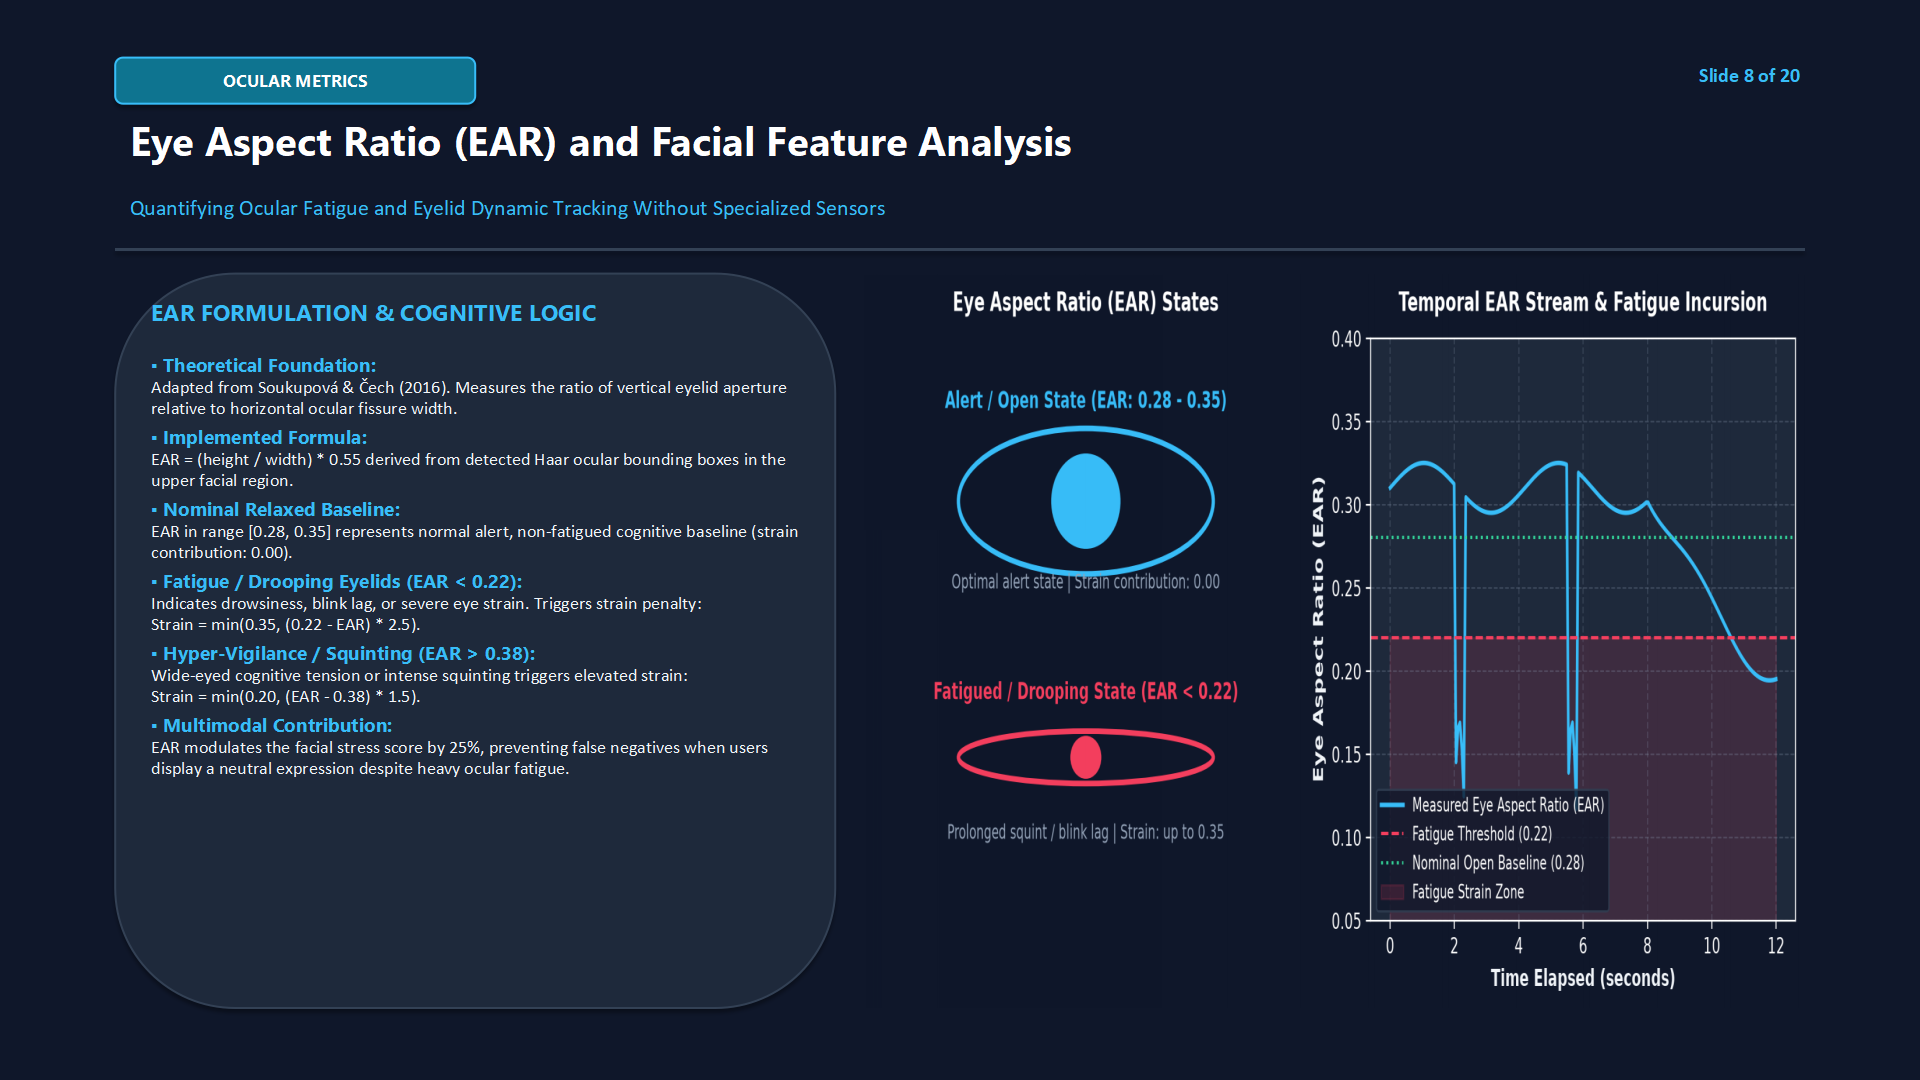 OCULAR METRICS
Slide 8 of 20
Eye Aspect Ratio (EAR) and Facial Feature Analysis
Quantifying Ocular Fatigue and Eyelid Dynamic Tracking Without Specialized Sensors
EAR FORMULATION & COGNITIVE LOGIC
▪ Theoretical Foundation:
Adapted from Soukupová & Čech (2016). Measures the ratio of vertical eyelid aperture
relative to horizontal ocular fissure width.
▪ Implemented Formula:
EAR = (height / width) * 0.55 derived from detected Haar ocular bounding boxes in the
upper facial region.
▪ Nominal Relaxed Baseline:
EAR in range [0.28, 0.35] represents normal alert, non-fatigued cognitive baseline (strain
contribution: 0.00).
▪ Fatigue / Drooping Eyelids (EAR < 0.22):
Indicates drowsiness, blink lag, or severe eye strain. Triggers strain penalty:
Strain = min(0.35, (0.22 - EAR) * 2.5).
▪ Hyper-Vigilance / Squinting (EAR > 0.38):
Wide-eyed cognitive tension or intense squinting triggers elevated strain:
Strain = min(0.20, (EAR - 0.38) * 1.5).
▪ Multimodal Contribution:
EAR modulates the facial stress score by 25%, preventing false negatives when users
display a neutral expression despite heavy ocular fatigue.
Eye Aspect Ratio (EAR) States
Alert / Open State (EAR: 0.28 - 0.35)
Optimal alert state | Strain contribution: 0.00
Fatigued / Drooping State (EAR < 0.22)
Prolonged squint / blink lag | Strain: up to 0.35
Temporal EAR Stream & Fatigue Incursion
Eye Aspect Ratio (EAR)
0.40
0.35
0.30
0.25
0.20
0.15
0.10
0.05
Measured Eye Aspect Ratio (EAR)
Fatigue Threshold (0.22)
Nominal Open Baseline (0.28)
Fatigue Strain Zone
0 2 4 6 8 10 12
Time Elapsed (seconds)